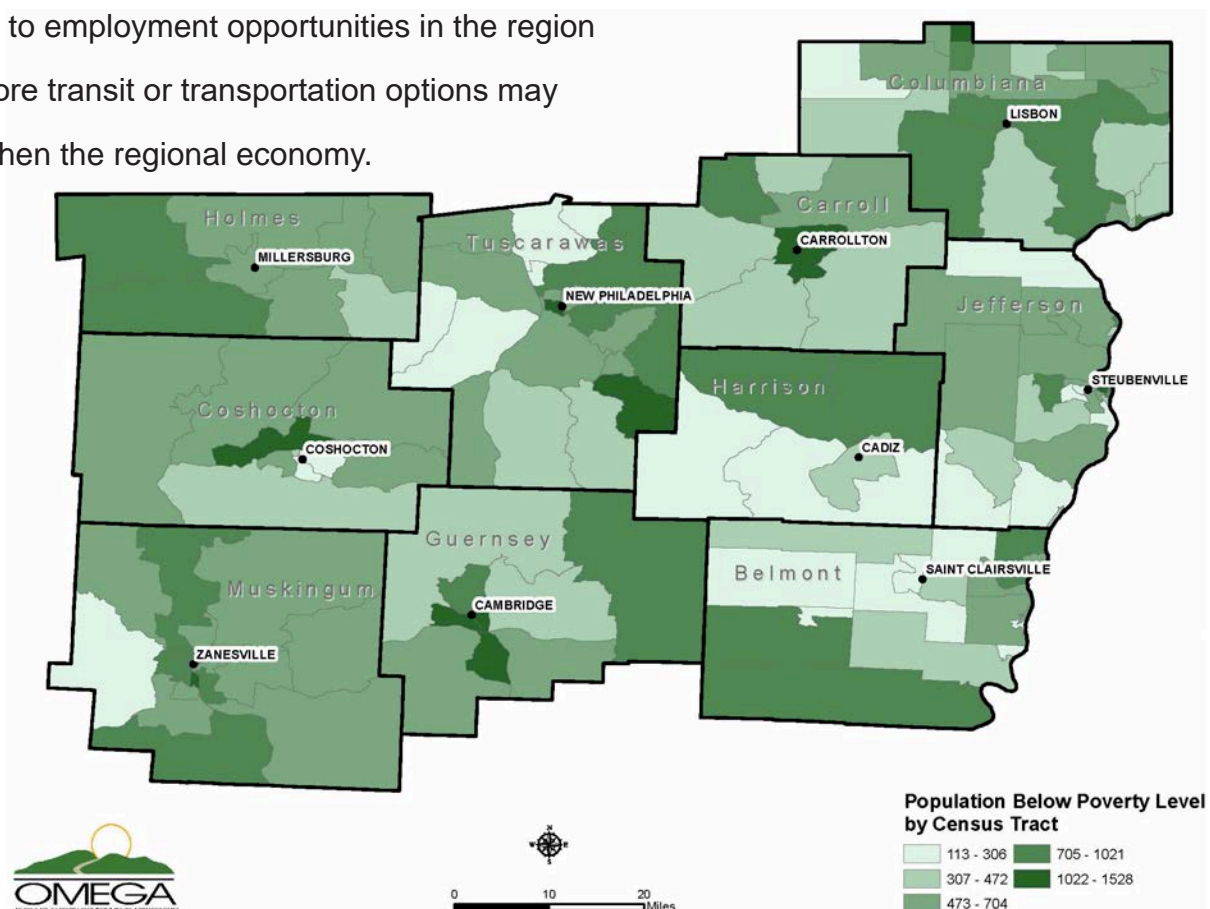 to employment opportunities in the region
ore transit or transportation options may
hen the regional economy.
Columbiana
LISBON
Holmes
Carroll
Tuscarawas
CARROLLTON
MILLERSBURG
NEW PHILADELPHIA
Jefferson
Harrison
STEUBENVILLE
Coshocton
COSHOCTON
CADIZ
Guernsey
Belmont
SAINT CLAIRSVILLE
Muskingum
CAMBRIDGE
ZANESVILLE
Population Below Poverty Level
by Census Tract
113 - 306
705 - 1021
307 - 472
1022 - 1528
473 - 704
OMEGA
N
W
E
S
0 10 20
Miles